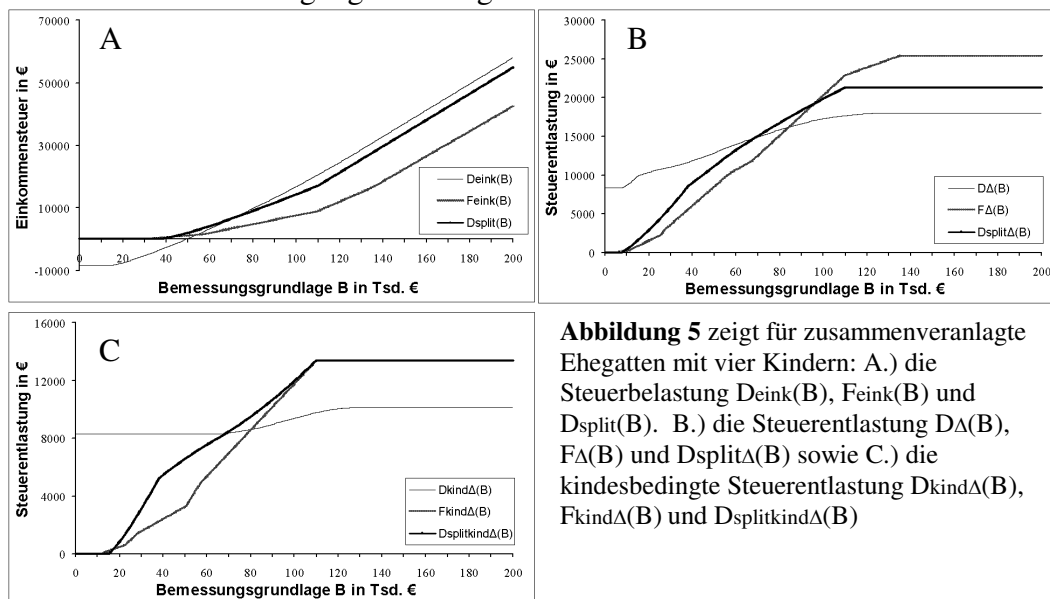 A
Einkommensteuer in €
70000
50000
30000
10000
-10000
0 20 40 60 80 100 120 140 160 180 200
Bemessungsgrundlage B in Tsd. €
Deink(B)
Feink(B)
Dsplit(B)
B
Steuerentlastung in €
30000
25000
20000
15000
10000
5000
0
0 20 40 60 80 100 120 140 160 180 200
Bemessungsgrundlage B in Tsd. €
DΔ(B)
FΔ(B)
DsplitΔ(B)
C
Steuerentlastung in €
16000
12000
8000
4000
0
0 20 40 60 80 100 120 140 160 180 200
Bemessungsgrundlage B in Tsd. €
DkindΔ(B)
FkindΔ(B)
DsplitkindΔ(B)
Abbildung 5 zeigt für zusammenveranlagte
Ehegatten mit vier Kindern: A.) die
Steuerbelastung Deink(B), Feink(B) und
Dsplit(B). B.) die Steuerentlastung DΔ(B),
FΔ(B) und DsplitΔ(B) sowie C.) die
kindesbedingte Steuerentlastung DkindΔ(B),
FkindΔ(B) und DsplitkindΔ(B)